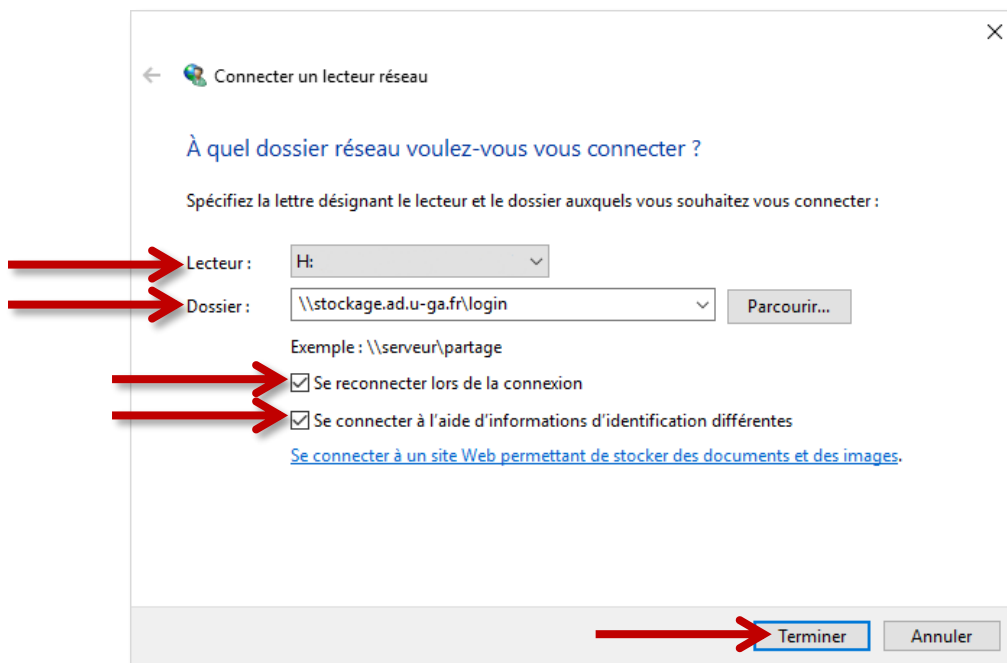 Connecter un lecteur réseau
À quel dossier réseau voulez-vous vous connecter ?
Spécifiez la lettre désignant le lecteur et le dossier auxquels vous souhaitez vous connecter :
Lecteur : H:
Dossier : \\stockage.ad.u-ga.fr\login Parcourir...
Exemple : \\serveur\partage
Se reconnecter lors de la connexion
Se connecter à l'aide d'informations d'identification différentes
Se connecter à un site Web permettant de stocker des documents et des images.
Terminer Annuler